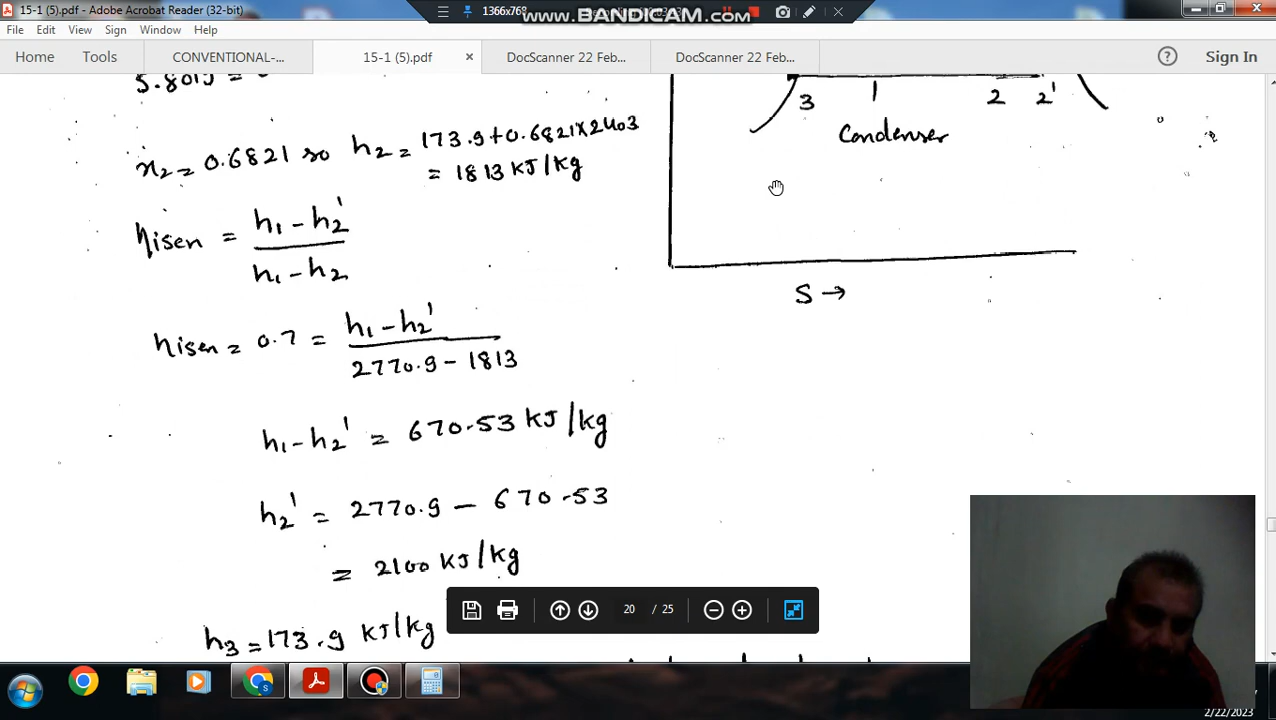 15-1 (5).pdf - Adobe Acrobat Reader (32-bit)
1366x768
www.BANDICAM.com
File Edit View Sign Window Help
Home Tools CONVENTIONAL-... 15-1 (5).pdf × DocScanner 22 Feb... DocScanner 22 Feb... Sign In
5.8015 =
3 1 2 2'
Condenser
x2 = 0.6821 so h2 = 173.9+0.6821×2403
= 1813 kJ/kg
ηisen = h1 - h2' / h1 - h2
S →
ηisen = 0.7 = h1 - h2' / 2770.9 - 1813
h1 - h2' = 670.53 kJ/kg
h2' = 2770.9 - 670.53
= 2100 kJ/kg
20 / 25
h3 = 173.9 kJ/kg
2/22/2023